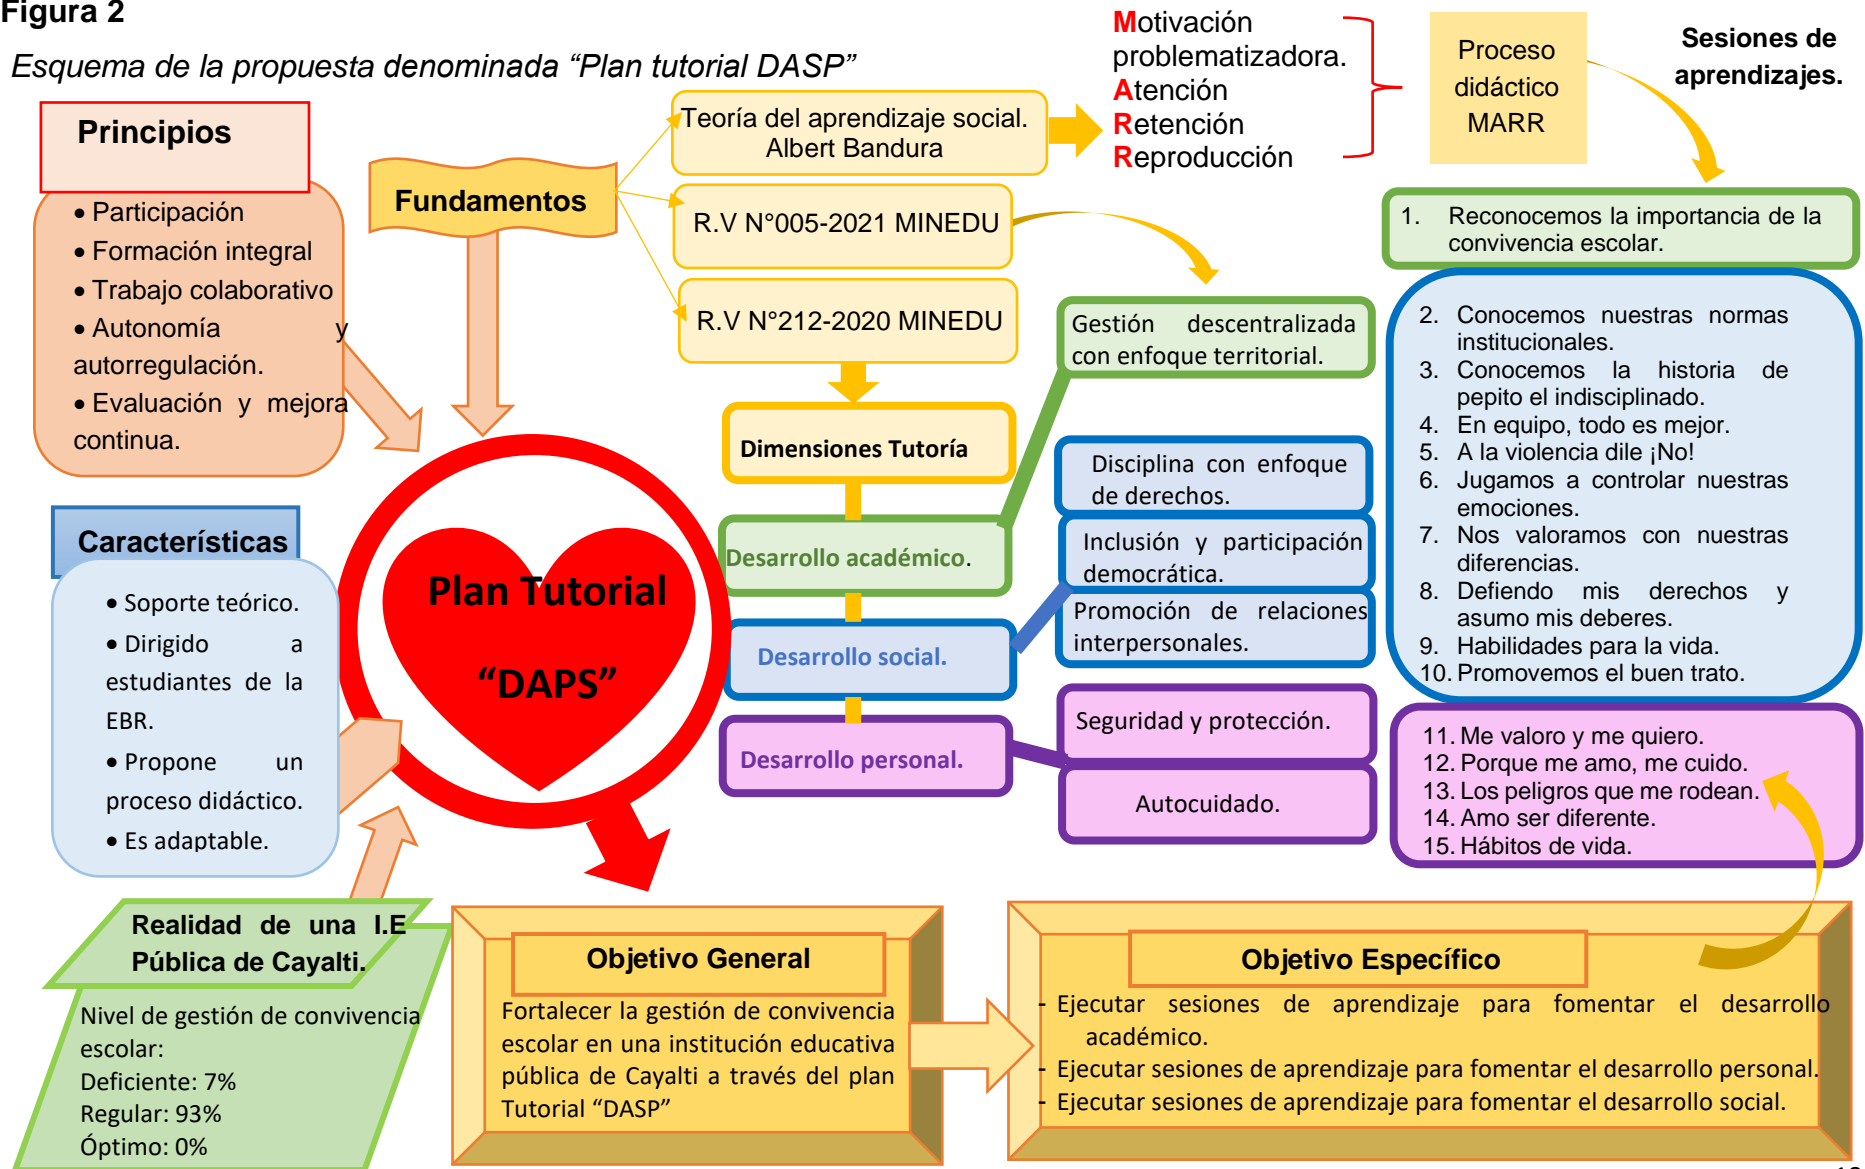 Figura 2
Esquema de la propuesta denominada “Plan tutorial DASP”
Motivación
problematizadora.
Atención
Retención
Reproducción
Proceso
didáctico
MARR
Sesiones de
aprendizajes.
Principios
• Participación
• Formación integral
• Trabajo colaborativo
• Autonomía y
autorregulación.
• Evaluación y mejora
continua.
Fundamentos
Teoría del aprendizaje social.
Albert Bandura
R.V N°005-2021 MINEDU
R.V N°212-2020 MINEDU
Dimensiones Tutoría
Desarrollo académico.
Desarrollo social.
Desarrollo personal.
Gestión descentralizada
con enfoque territorial.
Disciplina con enfoque
de derechos.
Inclusión y participación
democrática.
Promoción de relaciones
interpersonales.
Seguridad y protección.
Autocuidado.
1. Reconocemos la importancia de la
convivencia escolar.
2. Conocemos nuestras normas
institucionales.
3. Conocemos la historia de
pepito el indisciplinado.
4. En equipo, todo es mejor.
5. A la violencia dile ¡No!
6. Jugamos a controlar nuestras
emociones.
7. Nos valoramos con nuestras
diferencias.
8. Defiendo mis derechos y
asumo mis deberes.
9. Habilidades para la vida.
10. Promovemos el buen trato.
11. Me valoro y me quiero.
12. Porque me amo, me cuido.
13. Los peligros que me rodean.
14. Amo ser diferente.
15. Hábitos de vida.
Características
• Soporte teórico.
• Dirigido a
estudiantes de la
EBR.
• Propone un
proceso didáctico.
• Es adaptable.
Plan Tutorial
“DAPS”
Realidad de una I.E
Pública de Cayalti.
Nivel de gestión de convivencia
escolar:
Deficiente: 7%
Regular: 93%
Óptimo: 0%
Objetivo General
Fortalecer la gestión de convivencia
escolar en una institución educativa
pública de Cayalti a través del plan
Tutorial “DASP”
Objetivo Específico
- Ejecutar sesiones de aprendizaje para fomentar el desarrollo
académico.
- Ejecutar sesiones de aprendizaje para fomentar el desarrollo personal.
- Ejecutar sesiones de aprendizaje para fomentar el desarrollo social.